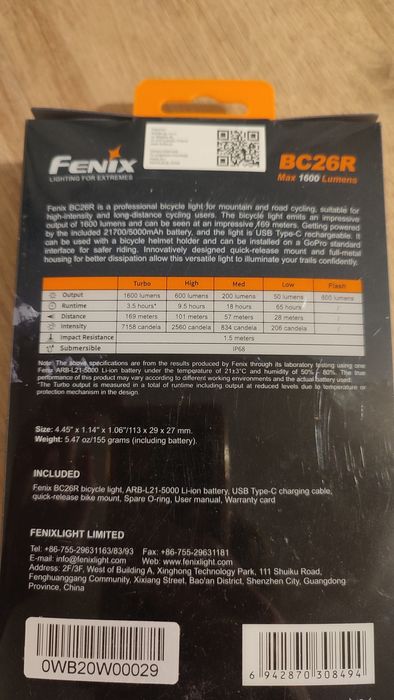 FENIX
LIGHTING FOR EXTREMES
BC26R
Max 1600 Lumens
Fenix BC26R is a professional bicycle light for mountain and road cycling, suitable for
high-intensity and long-distance cycling users. The bicycle light emits an impressive
output of 1600 lumens and can be seen at an impressive 169 meters. Getting powered
by the included 21700/5000mAh battery, and the light is USB Type-C rechargeable. It
can be used with a bicycle helmet holder and can be installed on a GoPro standard
interface for safer riding. Innovatively designed quick-release mount and full-metal
housing for better dissipation allow this versatile light to illuminate your trails confidently.
Turbo High Med Low Flash
Output 1600 lumens 600 lumens 200 lumens 50 lumens 600 lumens
Runtime 3.5 hours* 9.5 hours 18 hours 65 hours /
Distance 169 meters 101 meters 57 meters 28 meters /
Intensity 7158 candela 2560 candela 834 candela 206 candela /
Impact Resistance 1.5 meters
Submersible IP68
Note: The above specifications are from the results produced by Fenix through its laboratory testing using one
Fenix ARB-L21-5000 Li-ion battery under the temperature of 21±3°C and humidity of 50% - 80%. The true
performance of this product may vary according to different working environments and the actual battery used.
*The Turbo output is measured in a total of runtime including output at reduced levels due to temperature or
protection mechanism in the design.
Size: 4.45" x 1.14" x 1.06"/113 x 29 x 27 mm.
Weight: 5.47 oz/155 grams (including battery).
INCLUDED
Fenix BC26R bicycle light, ARB-L21-5000 Li-ion battery, USB Type-C charging cable,
quick-release bike mount, Spare O-ring, User manual, Warranty card
FENIXLIGHT LIMITED
Tel: +86-755-29631163/83/93 Fax: +86-755-29631181
E-mail: info@fenixlight.com Web: www.fenixlight.com
Address: 2F/3F, West of Building A, Xinghong Technology Park, 111 Shuiku Road,
Fenghuanggang Community, Xixiang Street, Bao'an District, Shenzhen City, Guangdong
Province, China
0WB20W00029
6 942870 308494